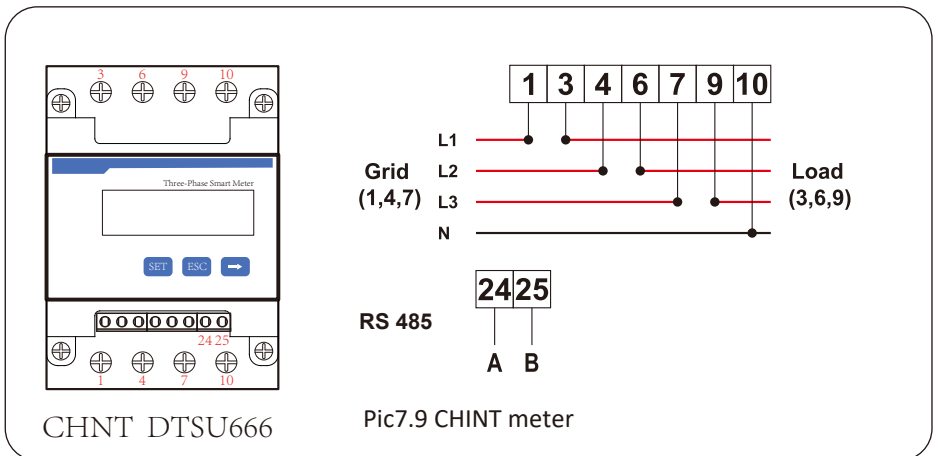 3 6 9 10
Three-Phase Smart Meter
SET ESC
24 25
1 4 7 10
CHNT DTSU666
1 3 4 6 7 9 10
L1
Grid L2 Load
(1,4,7) L3 (3,6,9)
N
24 25
RS 485
A B
Pic7.9 CHINT meter